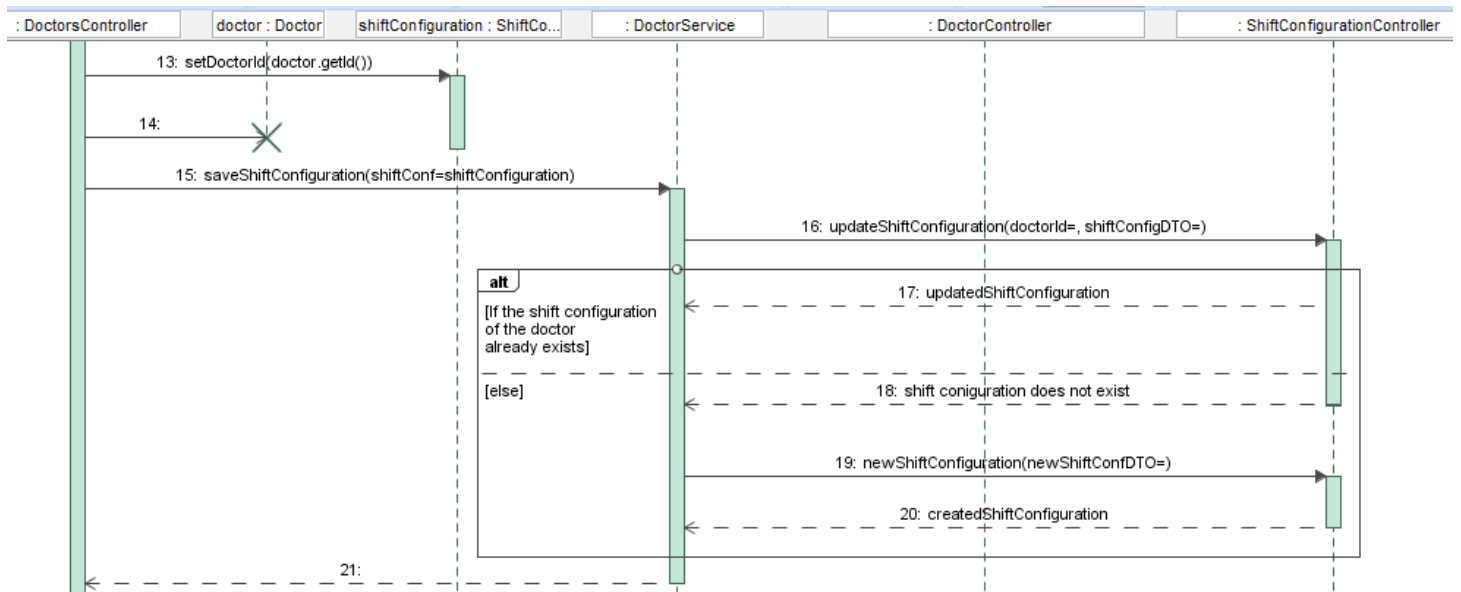 : DoctorsController
doctor : Doctor
shiftConfiguration : ShiftCo...
: DoctorService
: DoctorController
: ShiftConfigurationController
13: setDoctorId(doctor.getId())
14:
15: saveShiftConfiguration(shiftConf=shiftConfiguration)
16: updateShiftConfiguration(doctorId=, shiftConfigDTO=)
alt
17: updatedShiftConfiguration
[If the shift configuration
of the doctor
already exists]
[else]
18: shift coniguration does not exist
19: newShiftConfiguration(newShiftConfDTO=)
20: createdShiftConfiguration
21: